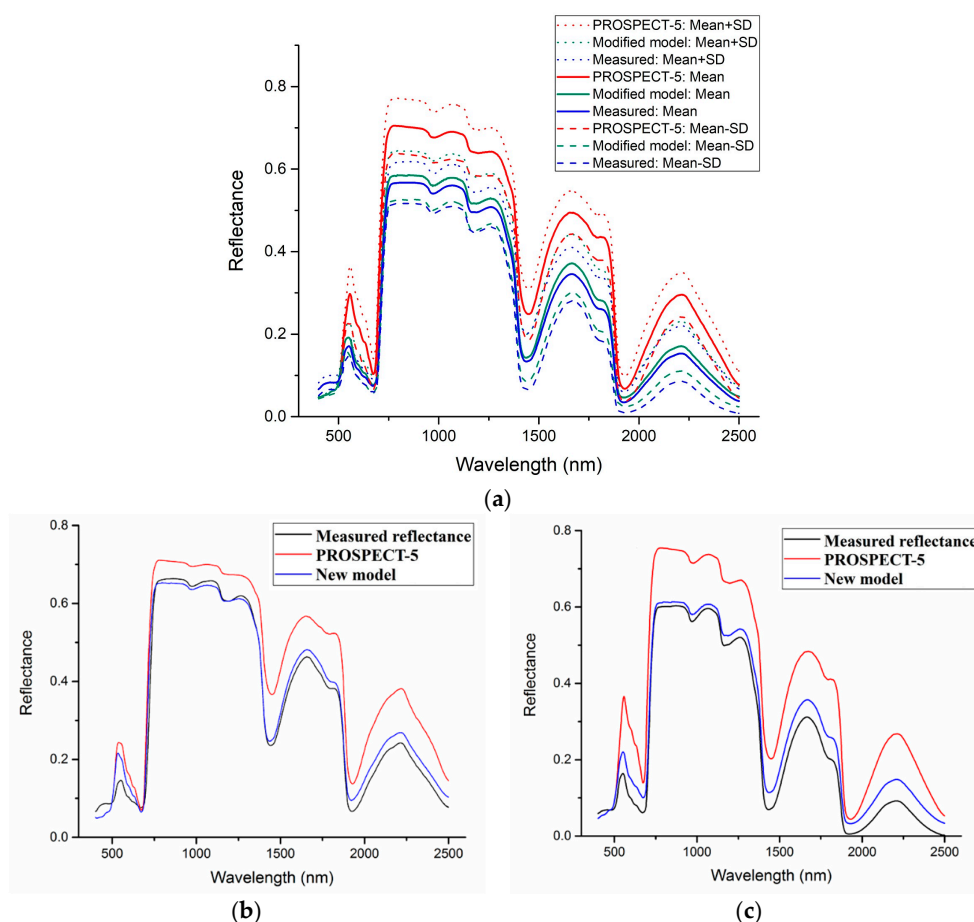 PROSPECT-5: Mean+SD
Modified model: Mean+SD
Measured: Mean+SD
PROSPECT-5: Mean
Modified model: Mean
Measured: Mean
PROSPECT-5: Mean-SD
Modified model: Mean-SD
Measured: Mean-SD
Reflectance
0.8
0.6
0.4
0.2
0.0
500 1000 1500 2000 2500
Wavelength (nm)
(a)
Measured reflectance
PROSPECT-5
New model
Reflectance
0.8
0.6
0.4
0.2
0.0
500 1000 1500 2000 2500
Wavelength (nm)
(b)
Measured reflectance
PROSPECT-5
New model
Reflectance
0.8
0.6
0.4
0.2
0.0
500 1000 1500 2000 2500
Wavelength (nm)
(c)